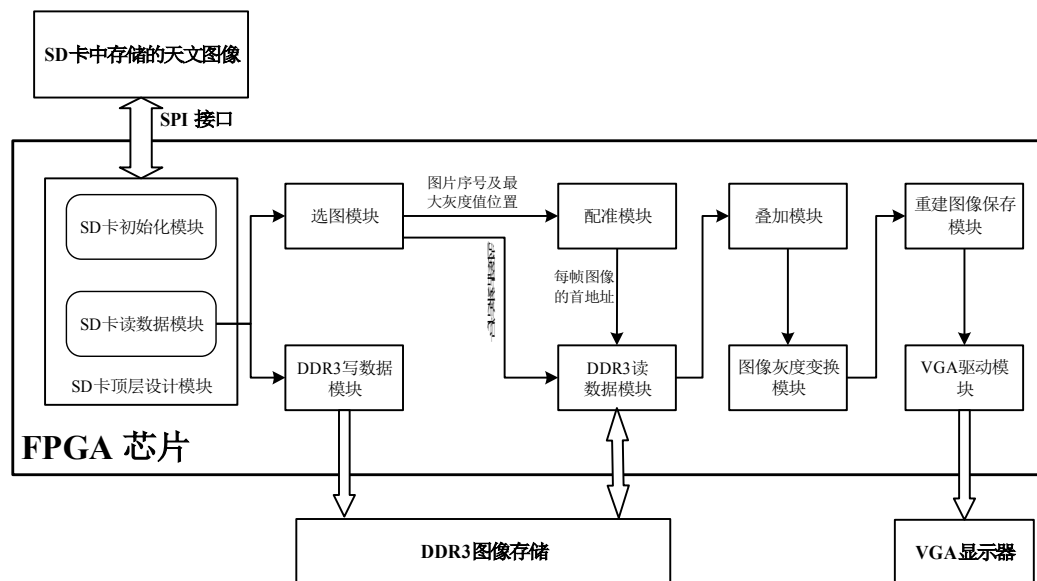 SD卡中存储的天文图像
SPI 接口
图片序号及最
大灰度值位置
SD卡初始化模块
选图模块
配准模块
叠加模块
重建图像保存
模块
每帧图像
的首地址
SD卡读数据模块
SD卡顶层设计模块
DDR3写数据
模块
DDR3读
数据模块
图像灰度变换
模块
VGA驱动模
块
FPGA 芯片
DDR3图像存储
VGA显示器